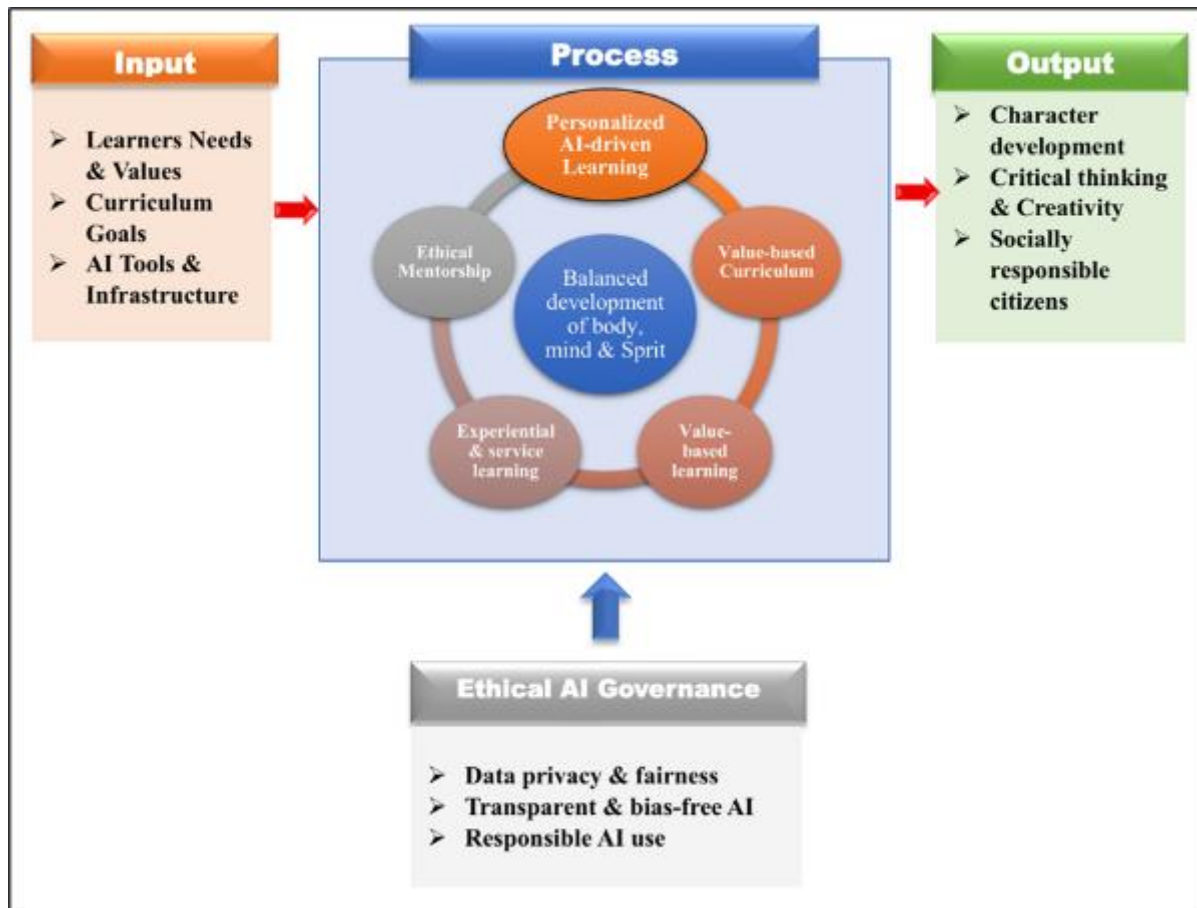 Input
Learners Needs
& Values
Curriculum
Goals
AI Tools &
Infrastructure
Process
Personalized
AI-driven
Learning
Value-based
Curriculum
Value-
based
learning
Experiential
& service
learning
Ethical
Mentorship
Balanced
development
of body,
mind & Sprit
Output
Character
development
Critical thinking
& Creativity
Socially
responsible
citizens
Ethical AI Governance
Data privacy & fairness
Transparent & bias-free AI
Responsible AI use